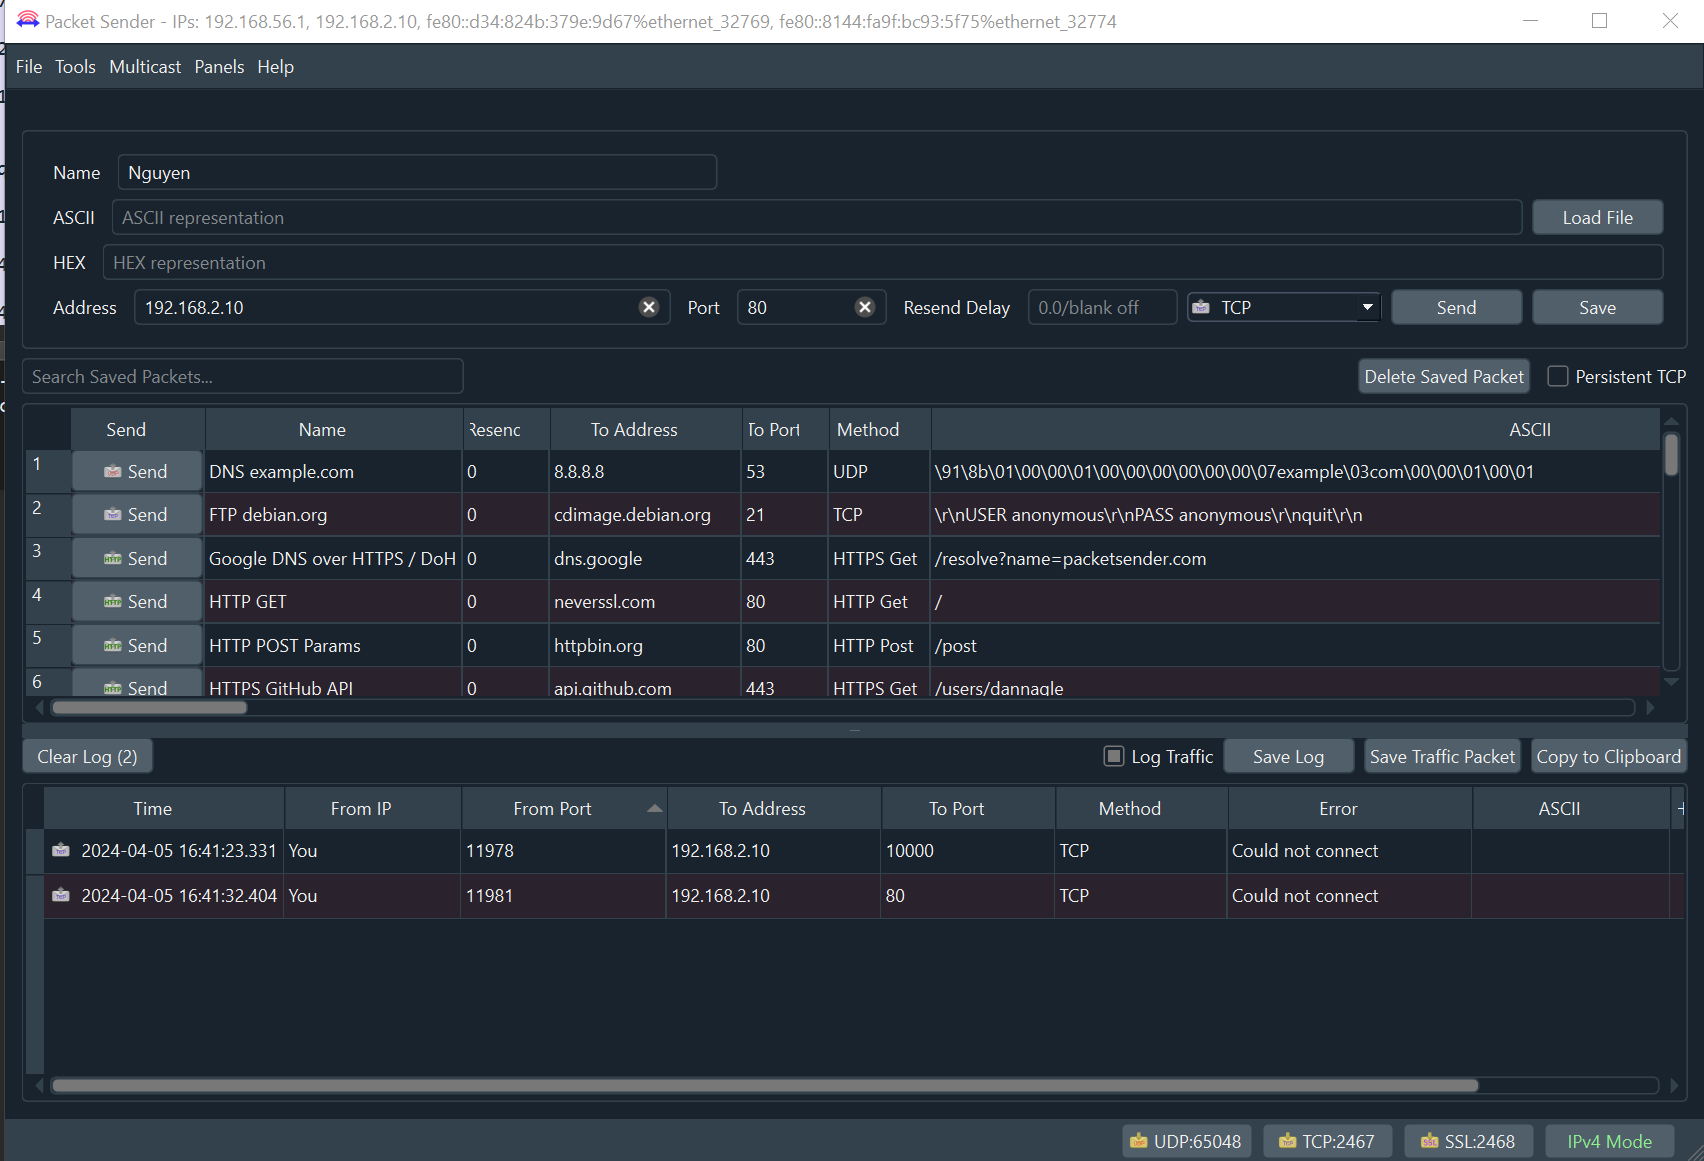 Packet Sender - IPs: 192.168.56.1, 192.168.2.10, fe80::d34:824b:379e:9d67%ethernet_32769, fe80::8144:fa9f:bc93:5f75%ethernet_32774
File Tools Multicast Panels Help
Name Nguyen
ASCII ASCII representation Load File
HEX HEX representation
Address 192.168.2.10 Port 80 Resend Delay 0.0/blank off TCP Send Save
Search Saved Packets... Delete Saved Packet Persistent TCP
Send Name Resenc To Address To Port Method ASCII
1 Send DNS example.com 0 8.8.8.8 53 UDP \91\8b\01\00\00\01\00\00\00\00\00\00\07example\03com\00\00\01\00\01
2 Send FTP debian.org 0 cdimage.debian.org 21 TCP \r\nUSER anonymous\r\nPASS anonymous\r\nquit\r\n
3 Send Google DNS over HTTPS / DoH 0 dns.google 443 HTTPS Get /resolve?name=packetsender.com
4 Send HTTP GET 0 neverssl.com 80 HTTP Get /
5 Send HTTP POST Params 0 httpbin.org 80 HTTP Post /post
6 Send HTTPS GitHub API 0 api.github.com 443 HTTPS Get /users/dannagle
Clear Log (2) Log Traffic Save Log Save Traffic Packet Copy to Clipboard
Time From IP From Port To Address To Port Method Error ASCII
2024-04-05 16:41:23.331 You 11978 192.168.2.10 10000 TCP Could not connect
2024-04-05 16:41:32.404 You 11981 192.168.2.10 80 TCP Could not connect
UDP:65048 TCP:2467 SSL:2468 IPv4 Mode